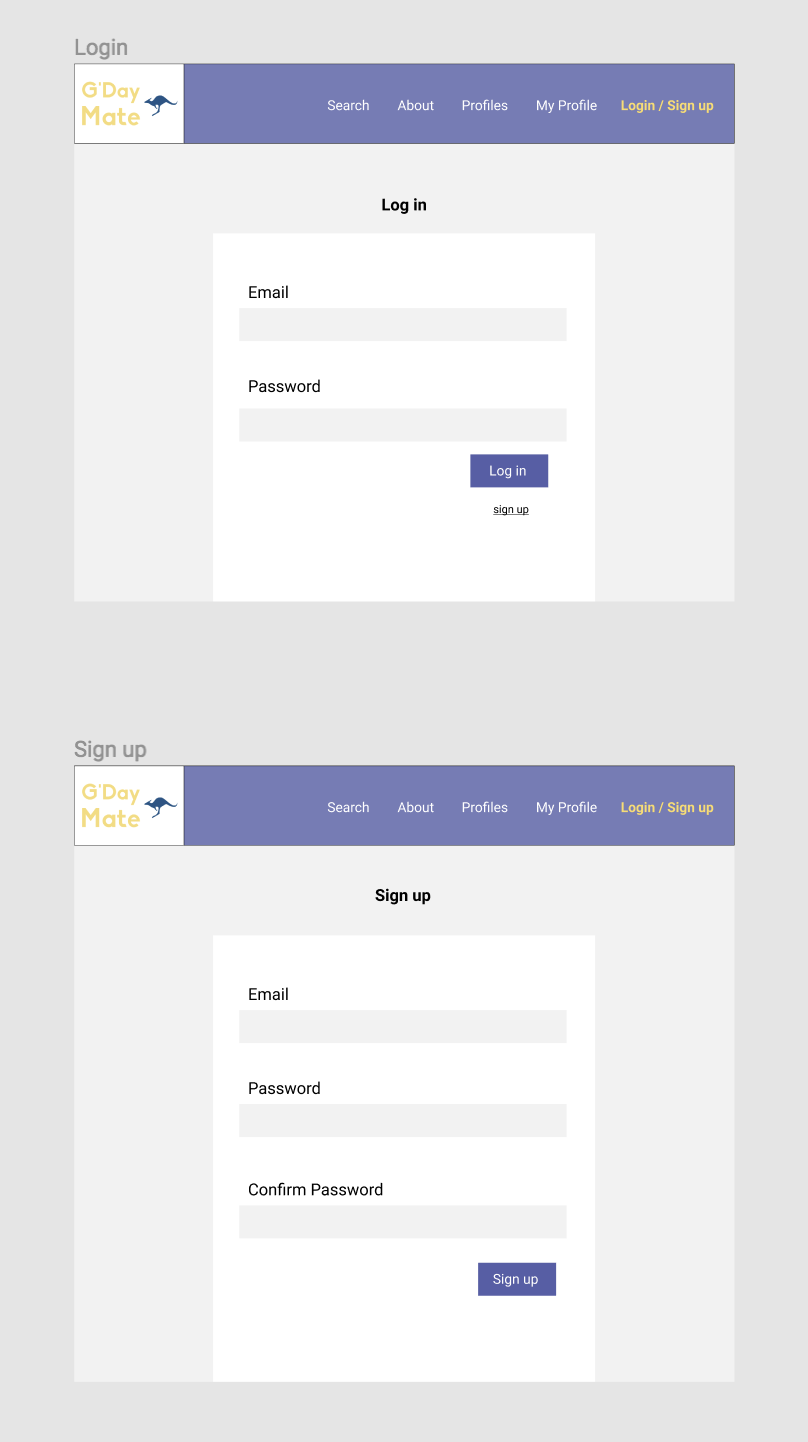 Login
G'Day
Mate
Search About Profiles My Profile Login / Sign up
Log in
Email
Password
Log in
sign up
Sign up
G'Day
Mate
Search About Profiles My Profile Login / Sign up
Sign up
Email
Password
Confirm Password
Sign up